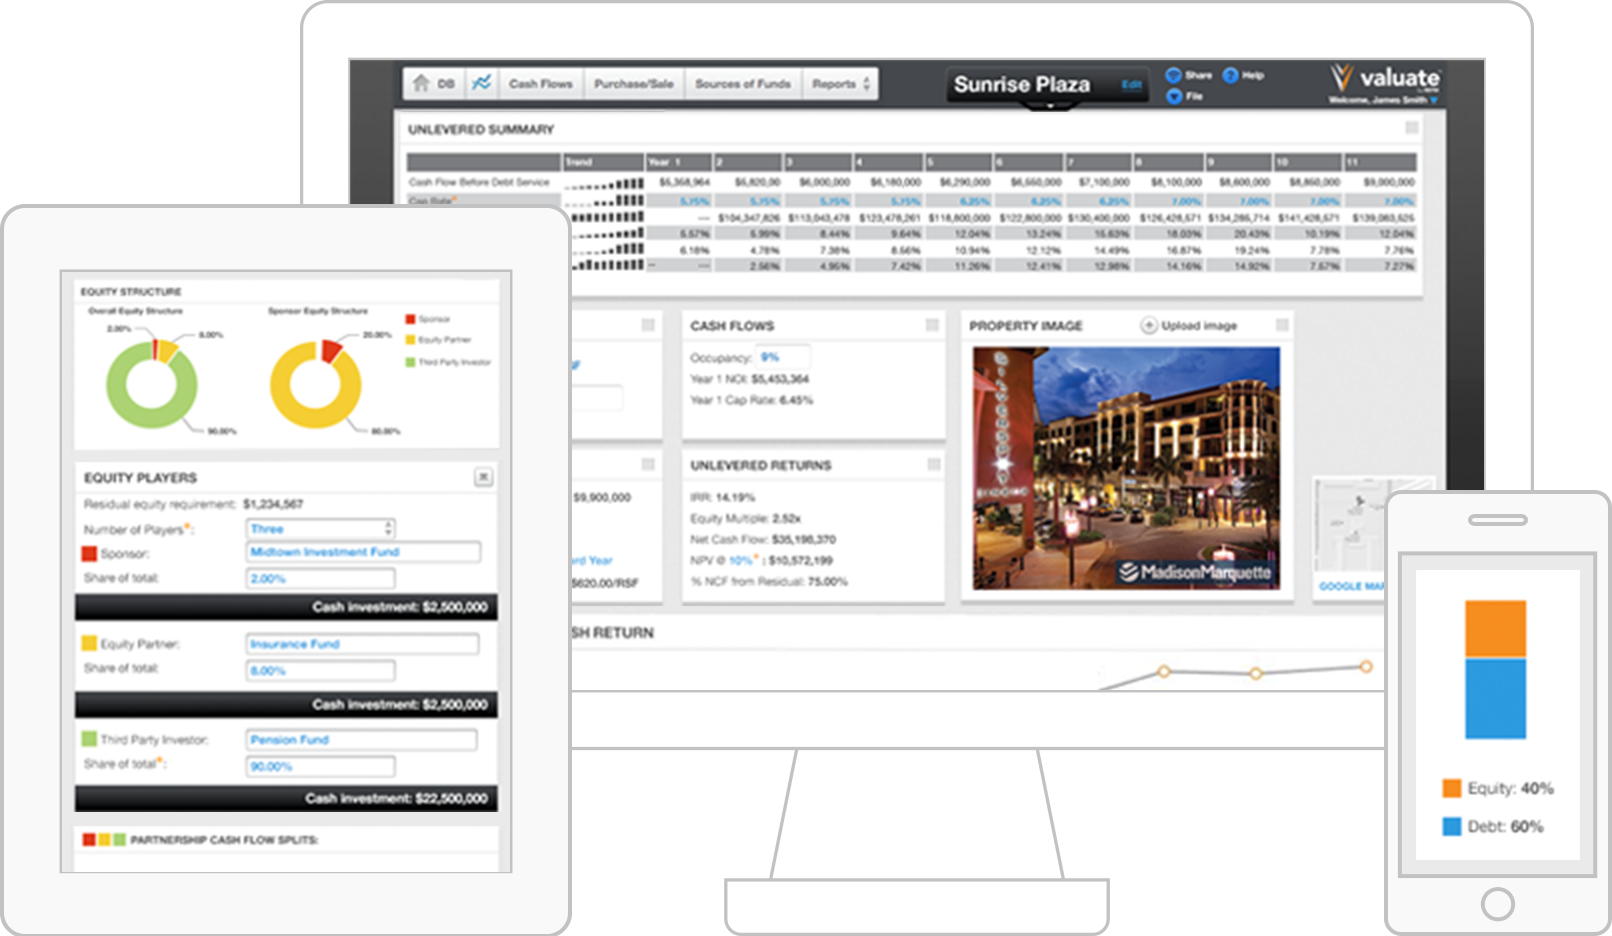 DB Cash Flows Purchase/Sale Sources of Funds Reports
Sunrise Plaza Edit
Share Help
File
valuate
Welcome, James Smith
UNLEVERED SUMMARY
Trend Year 1 2 3 4 5 6 7 8 9 10 11
Cash Flow Before Debt Service $5,358,964 $5,820,00 $6,000,000 $6,180,000 $6,290,000 $6,550,000 $7,100,000 $8,100,000 $8,600,000 $8,850,000 $9,000,000
Cap Rate* 5.75% 5.75% 5.75% 5.75% 6.25% 6.25% 6.25% 7.00% 7.00% 7.00% 7.00%
--- $104,347,826 $113,043,478 $123,478,261 $118,800,000 $122,800,000 $130,400,000 $126,428,571 $134,285,714 $141,428,571 $139,083,525
5.57% 5.99% 8.44% 9.64% 12.04% 13.24% 15.63% 18.03% 20.43% 10.19% 12.04%
6.18% 4.78% 7.38% 8.56% 10.94% 12.12% 14.49% 16.87% 19.24% 7.78% 7.76%
-- --- 2.56% 4.95% 7.42% 11.26% 12.41% 12.98% 14.16% 14.92% 7.57% 7.27%
CASH FLOWS
Occupancy: 9%
Year 1 NOI: $5,453,364
Year 1 Cap Rate: 6.45%
PROPERTY IMAGE Upload image
MadisonMarquette
$9,900,000
ard Year
$620.00/RSF
UNLEVERED RETURNS
IRR: 14.19%
Equity Multiple: 2.52x
Net Cash Flow: $35,198,370
NPV @ 10%*: $10,572,199
% NCF from Residual: 75.00%
GOOGLE MAP
SH RETURN
EQUITY STRUCTURE
Overall Equity Structure
2.00%
8.00%
90.00%
Sponsor Equity Structure
20.00%
80.00%
Sponsor
Equity Partner
Third Party Investor
EQUITY PLAYERS
Residual equity requirement: $1,234,567
Number of Players*: Three
Sponsor: Midtown Investment Fund
Share of total: 2.00%
Cash investment: $2,500,000
Equity Partner: Insurance Fund
Share of total: 8.00%
Cash investment: $2,500,000
Third Party Investor: Pension Fund
Share of total*: 90.00%
Cash investment: $22,500,000
PARTNERSHIP CASH FLOW SPLITS:
Equity: 40%
Debt: 60%